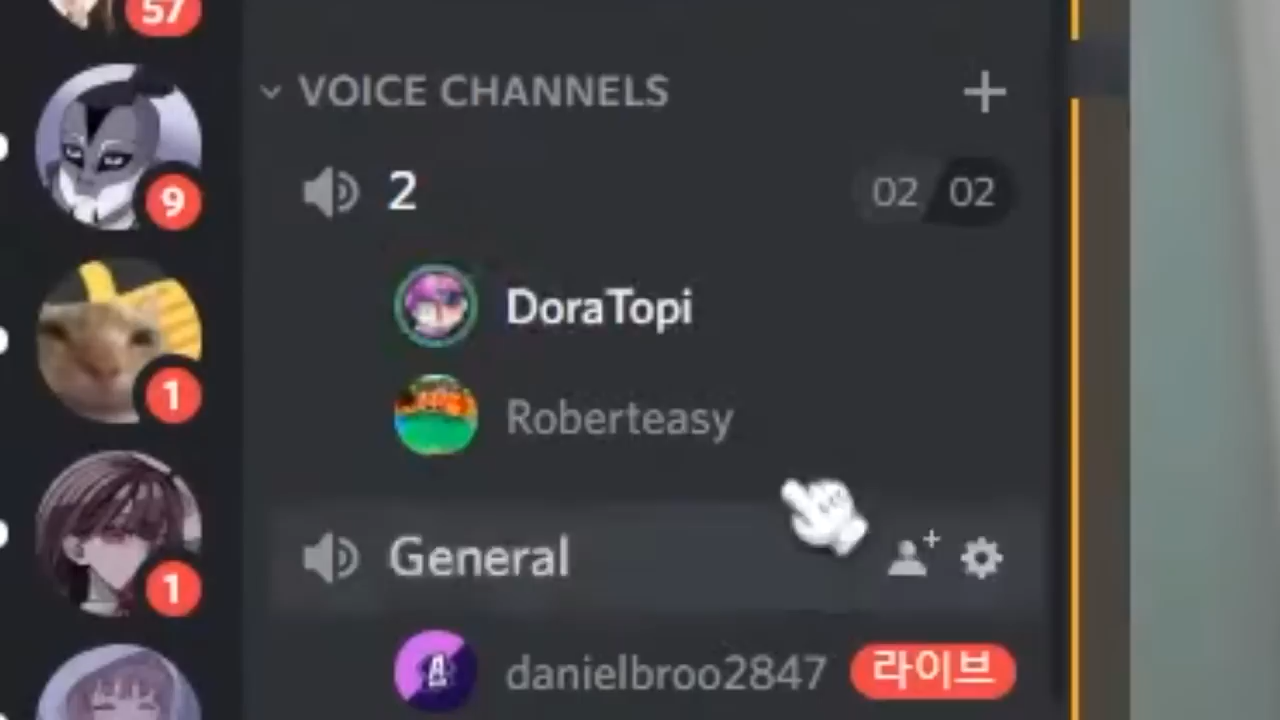 57
VOICE CHANNELS
2 02 02
9
DoraTopi
1
Roberteasy
General
1
danielbroo2847 라이브